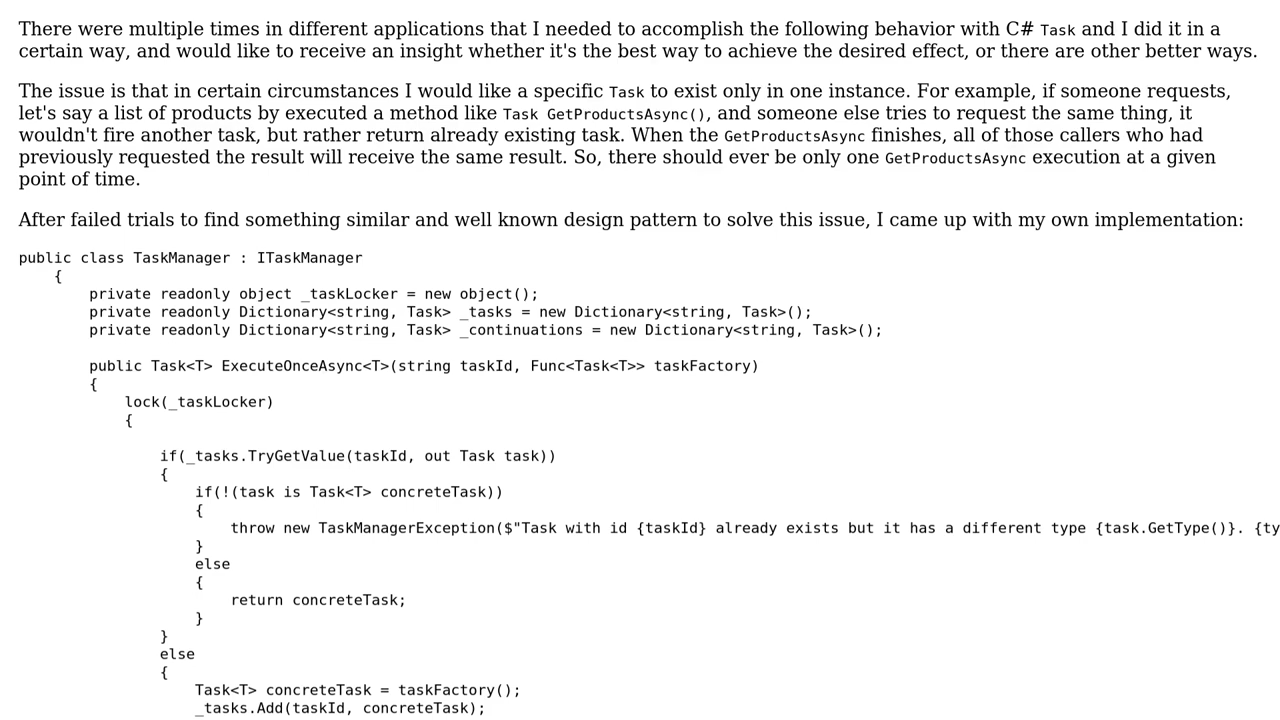 There were multiple times in different applications that I needed to accomplish the following behavior with C# Task and I did it in a
certain way, and would like to receive an insight whether it's the best way to achieve the desired effect, or there are other better ways.
The issue is that in certain circumstances I would like a specific Task to exist only in one instance. For example, if someone requests,
let's say a list of products by executed a method like Task GetProductsAsync(), and someone else tries to request the same thing, it
wouldn't fire another task, but rather return already existing task. When the GetProductsAsync finishes, all of those callers who had
previously requested the result will receive the same result. So, there should ever be only one GetProductsAsync execution at a given
point of time.
After failed trials to find something similar and well known design pattern to solve this issue, I came up with my own implementation:
public class TaskManager : ITaskManager
    {
        private readonly object _taskLocker = new object();
        private readonly Dictionary<string, Task> _tasks = new Dictionary<string, Task>();
        private readonly Dictionary<string, Task> _continuations = new Dictionary<string, Task>();
        public Task<T> ExecuteOnceAsync<T>(string taskId, Func<Task<T>> taskFactory)
        {
            lock(_taskLocker)
            {
                if(_tasks.TryGetValue(taskId, out Task task))
                {
                    if(!(task is Task<T> concreteTask))
                    {
                        throw new TaskManagerException($"Task with id {taskId} already exists but it has a different type {task.GetType()}. {ty
                    }
                    else
                    {
                        return concreteTask;
                    }
                }
                else
                {
                    Task<T> concreteTask = taskFactory();
                    _tasks.Add(taskId, concreteTask);